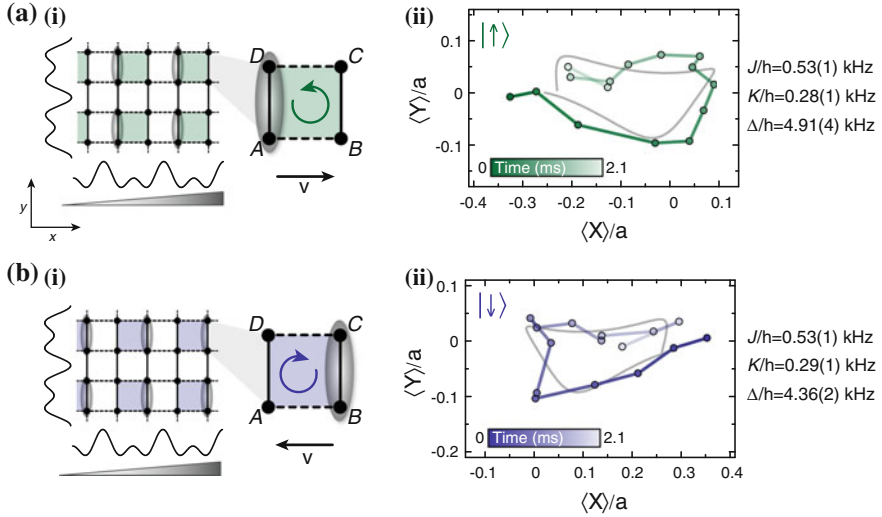 (a) (i)
D
C
A
B
v
y
x
(ii)
|↑⟩
0.1
0
-0.1
⟨Y⟩/a
0 Time (ms) 2.1
-0.4 -0.3 -0.2 -0.1 0 0.1
⟨X⟩/a
J/h=0.53(1) kHz
K/h=0.28(1) kHz
Δ/h=4.91(4) kHz
(b) (i)
D
C
A
B
v
(ii)
|↓⟩
0.1
0
-0.1
-0.2
⟨Y⟩/a
0 Time (ms) 2.1
-0.1 0 0.1 0.2 0.3 0.4
⟨X⟩/a
J/h=0.53(1) kHz
K/h=0.29(1) kHz
Δ/h=4.36(2) kHz